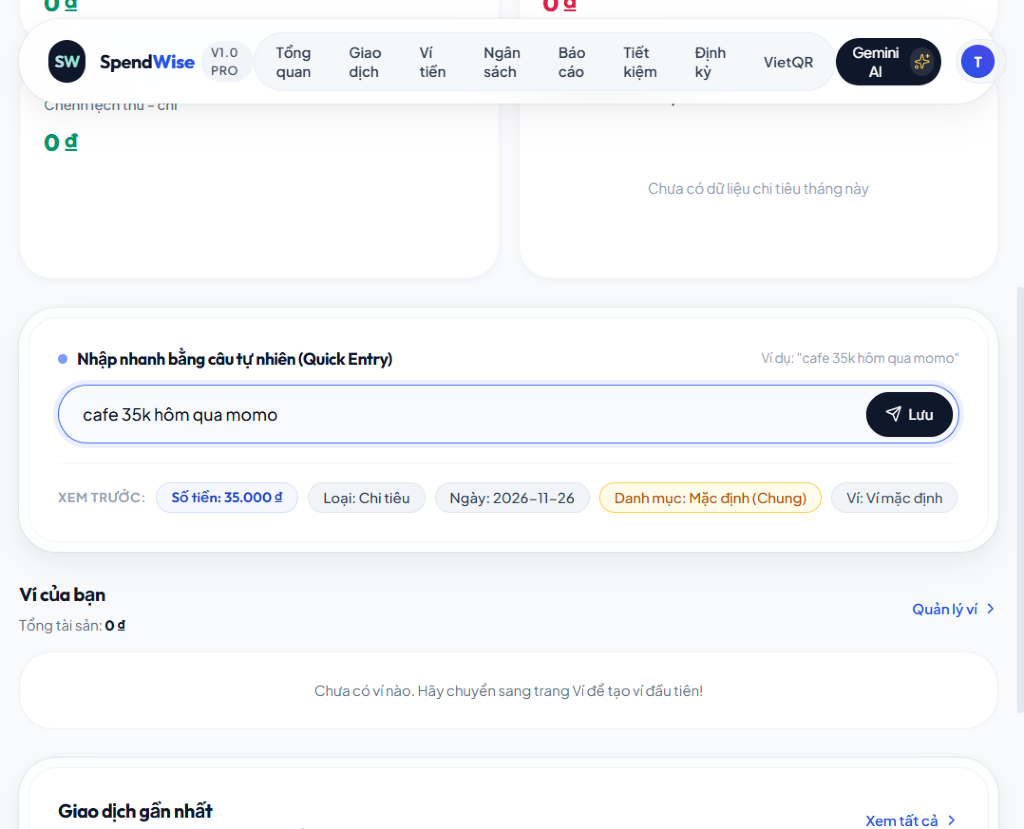 0 ₫
0 ₫
SW SpendWise V1.0 PRO
Tổng quan
Giao dịch
Ví tiền
Ngân sách
Báo cáo
Tiết kiệm
Định kỳ
VietQR
Gemini AI
T
Chênh lệch thu - chi
0 ₫
Chưa có dữ liệu chi tiêu tháng này
Nhập nhanh bằng câu tự nhiên (Quick Entry)
Ví dụ: "cafe 35k hôm qua momo"
cafe 35k hôm qua momo
Lưu
XEM TRƯỚC: Số tiền: 35.000 ₫ Loại: Chi tiêu Ngày: 2026-11-26 Danh mục: Mặc định (Chung) Ví: Ví mặc định
Ví của bạn
Tổng tài sản: 0 ₫
Quản lý ví
Chưa có ví nào. Hãy chuyển sang trang Ví để tạo ví đầu tiên!
Giao dịch gần nhất
Xem tất cả